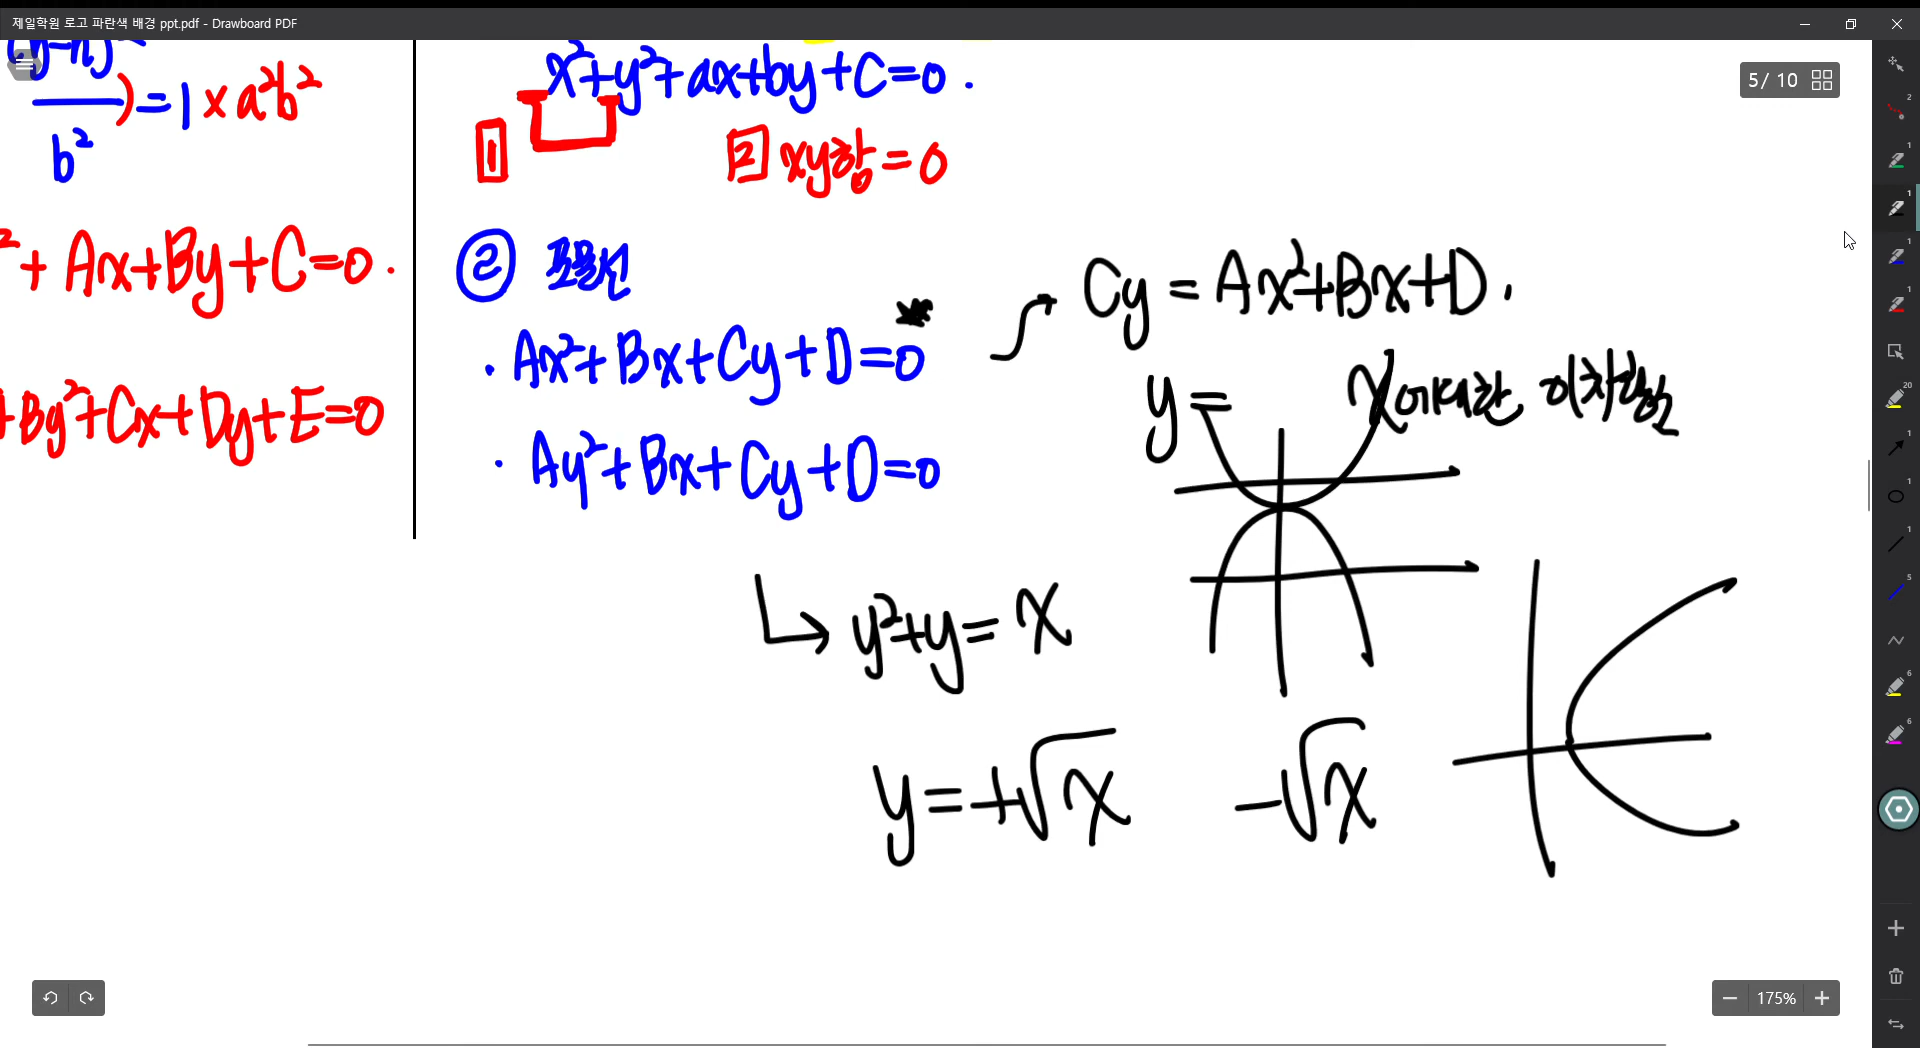 제일학원 로고 파란색 배경 ppt.pdf - Drawboard PDF
5 / 10
b²) = 1 × a²b²
² + Ax+By+C=0.
+By²+Cx+Dy+E=0
x²+y²+ax+by+C=0.
1 2 xy항=0
② 포물선
· Ax²+Bx+Cy+D=0
· Ay²+Bx+Cy+D=0
Cy = Ax²+Bx+D.
y= x에 대한 이차방
y²+y= x
y=+√x -√x
175%